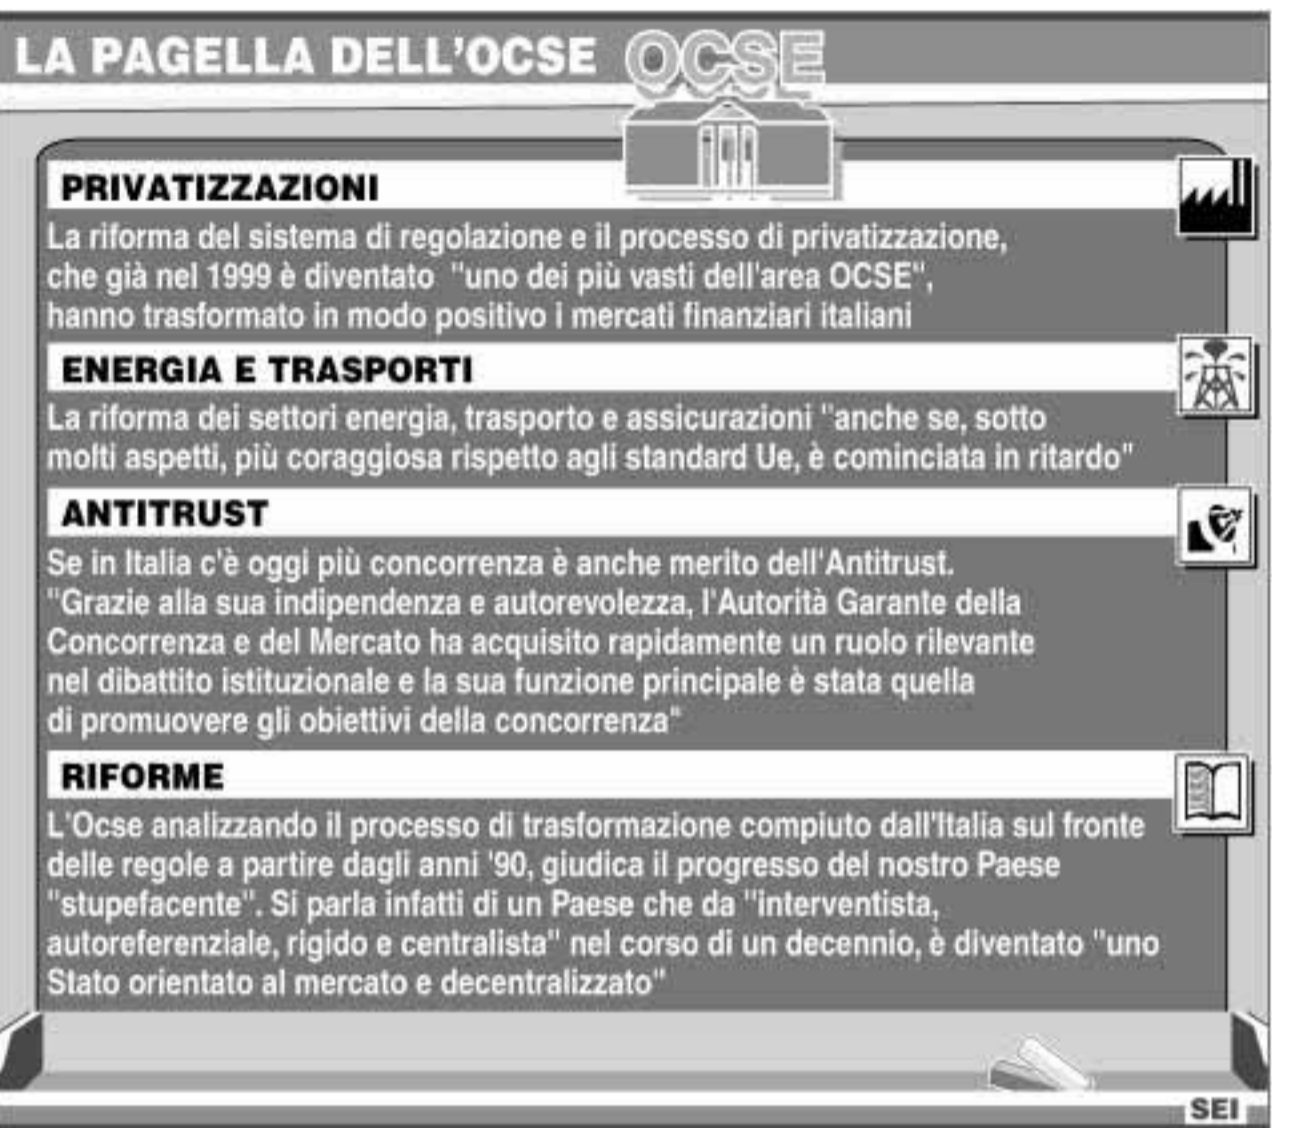 LA PAGELLA DELL'OCSE OCSE
PRIVATIZZAZIONI
La riforma del sistema di regolazione e il processo di privatizzazione,
che già nel 1999 è diventato "uno dei più vasti dell'area OCSE",
hanno trasformato in modo positivo i mercati finanziari italiani
ENERGIA E TRASPORTI
La riforma dei settori energia, trasporto e assicurazioni "anche se, sotto
molti aspetti, più coraggiosa rispetto agli standard Ue, è cominciata in ritardo"
ANTITRUST
Se in Italia c'è oggi più concorrenza è anche merito dell'Antitrust.
"Grazie alla sua indipendenza e autorevolezza, l'Autorità Garante della
Concorrenza e del Mercato ha acquisito rapidamente un ruolo rilevante
nel dibattito istituzionale e la sua funzione principale è stata quella
di promuovere gli obiettivi della concorrenza"
RIFORME
L'Ocse analizzando il processo di trasformazione compiuto dall'Italia sul fronte
delle regole a partire dagli anni '90, giudica il progresso del nostro Paese
"stupefacente". Si parla infatti di un Paese che da "interventista,
autoreferenziale, rigido e centralista" nel corso di un decennio, è diventato "uno
Stato orientato al mercato e decentralizzato"
SEI